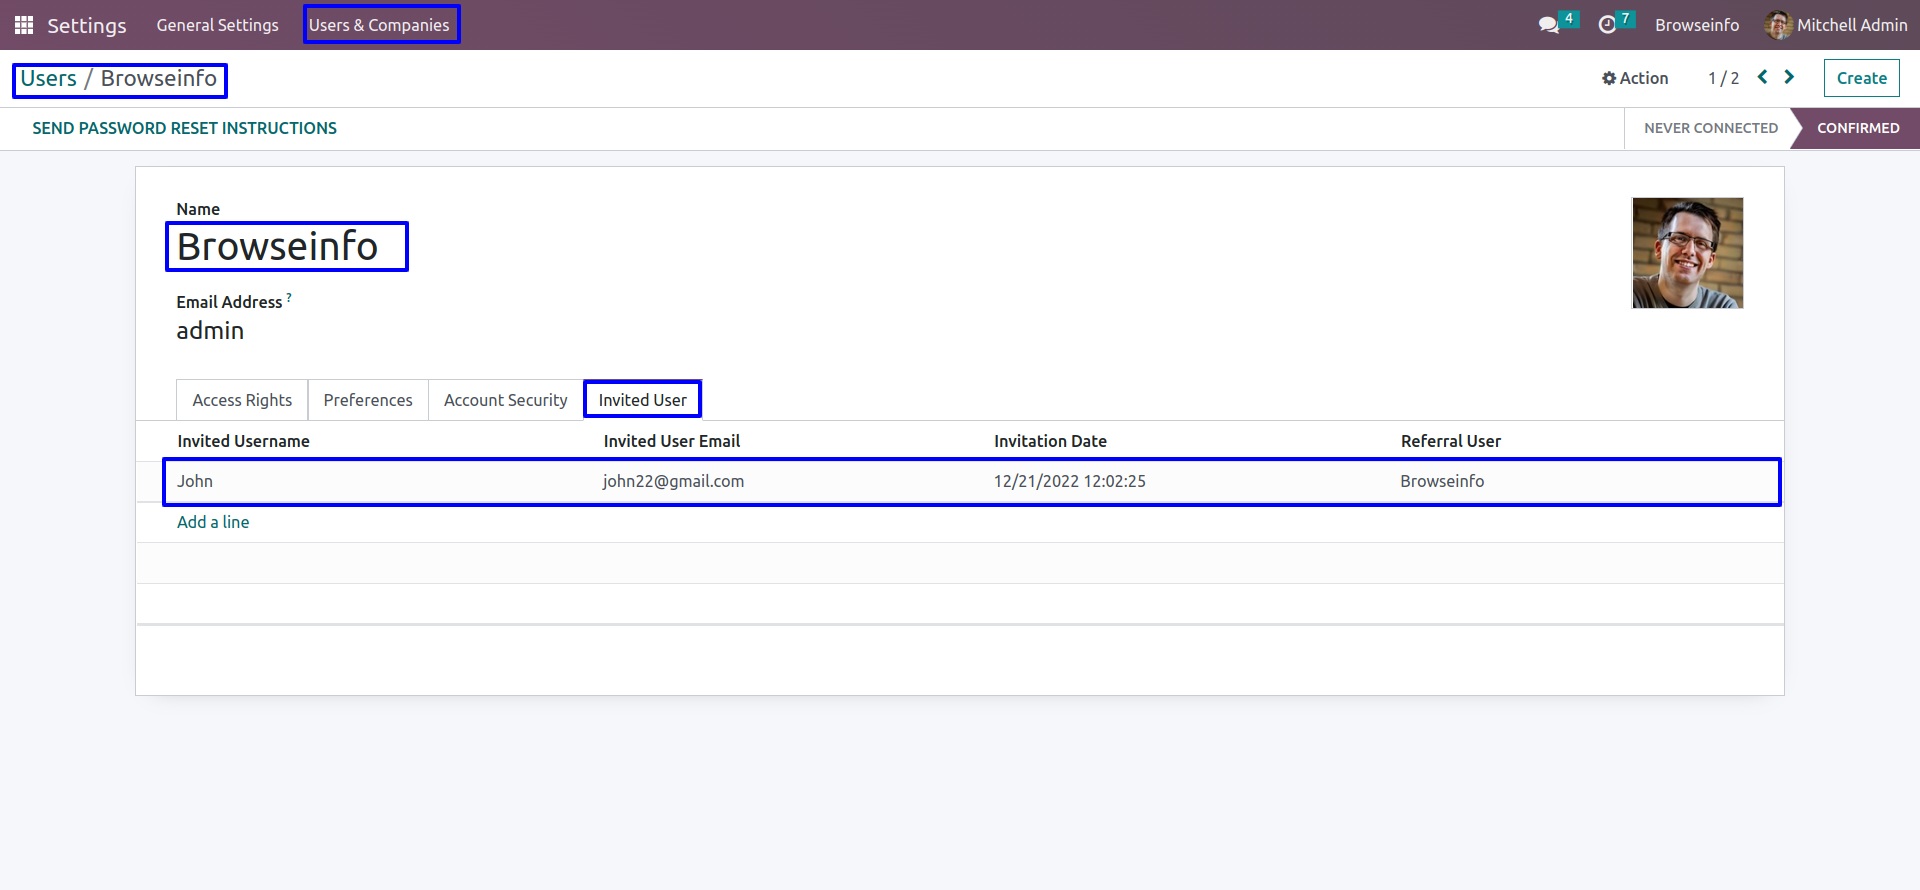 Settings General Settings Users & Companies 4 7 Browseinfo Mitchell Admin
Users / Browseinfo Action 1 / 2 Create
SEND PASSWORD RESET INSTRUCTIONS NEVER CONNECTED CONFIRMED
Name
Browseinfo
Email Address ?
admin
Access Rights Preferences Account Security Invited User
Invited Username Invited User Email Invitation Date Referral User
John john22@gmail.com 12/21/2022 12:02:25 Browseinfo
Add a line